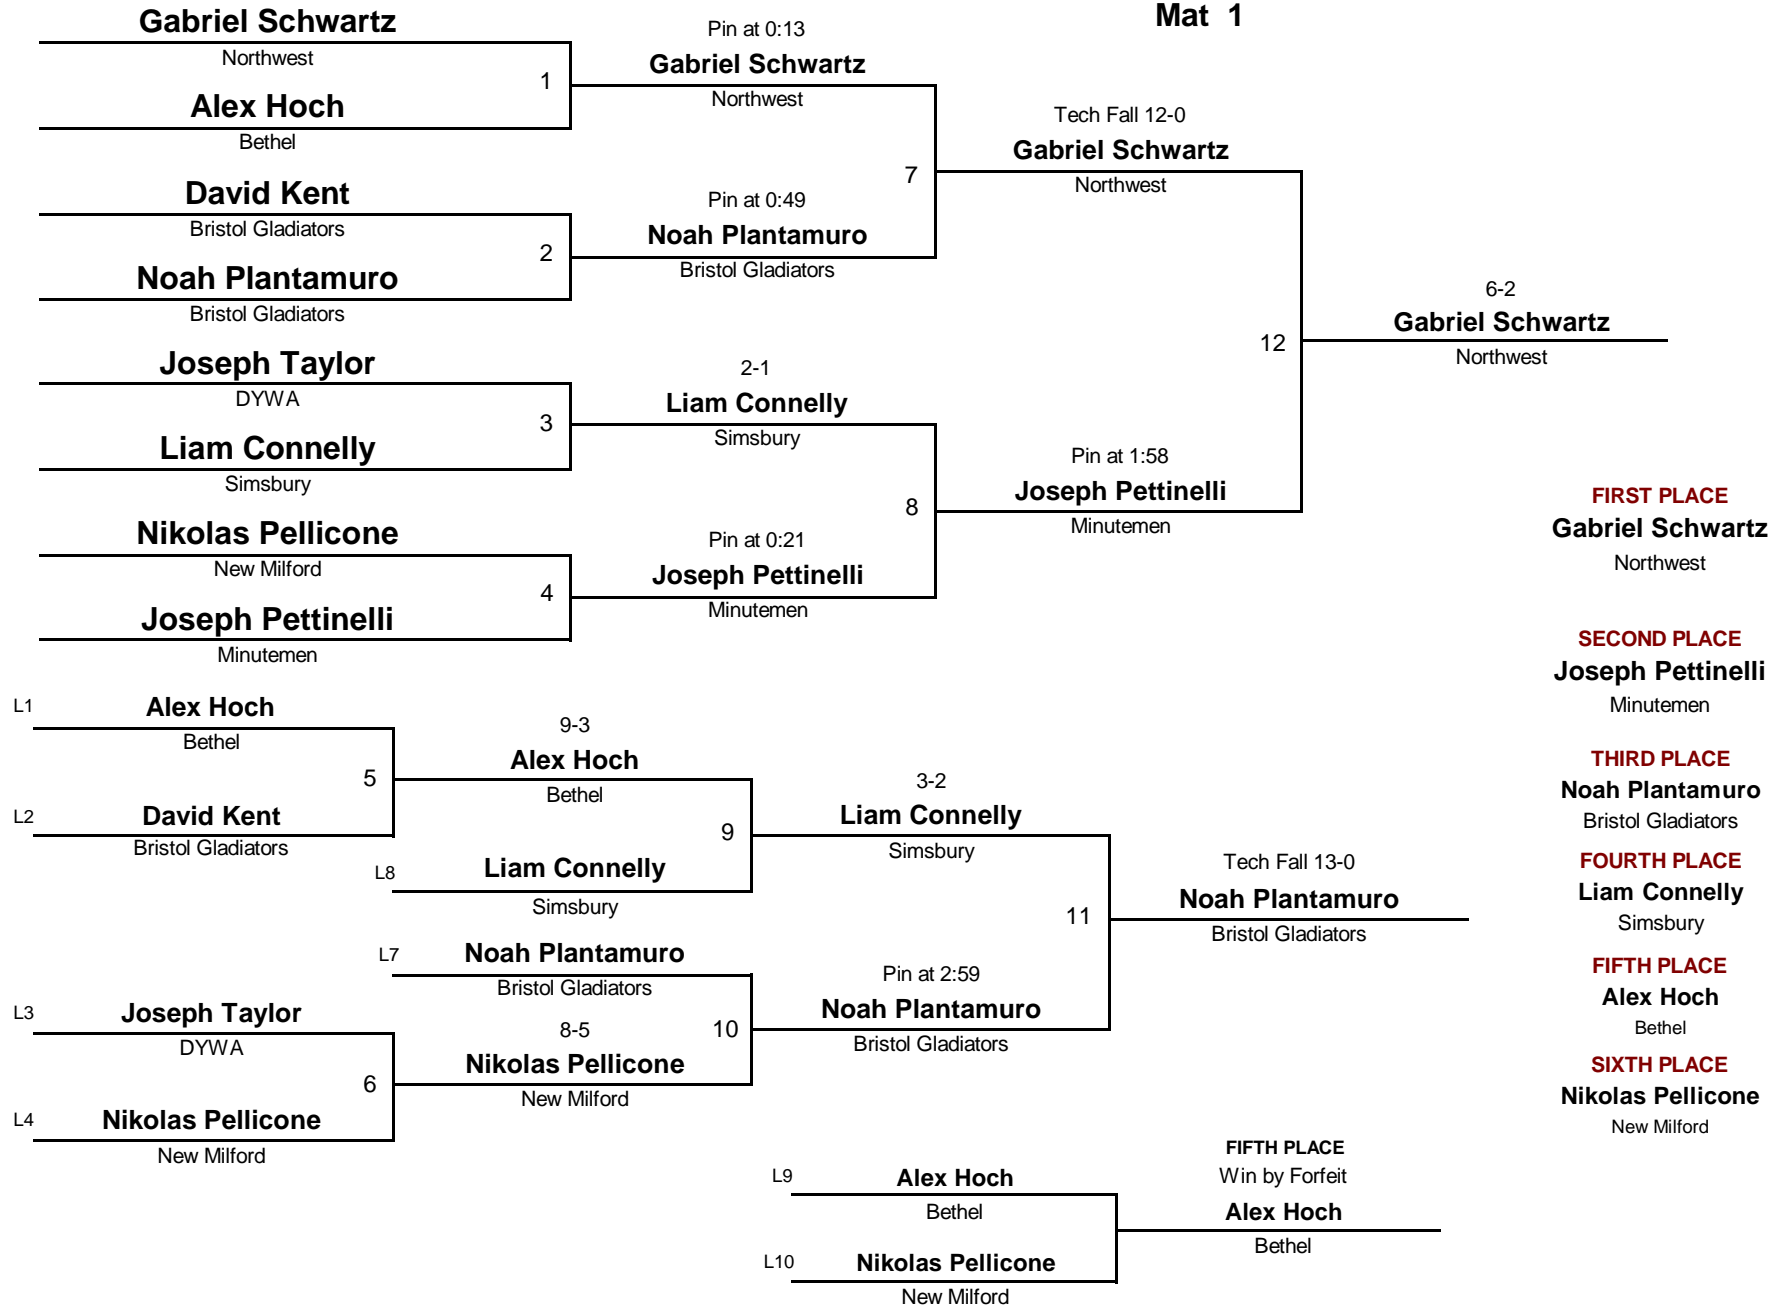 Mat 1
Gabriel Schwartz
Northwest
1
Alex Hoch
Bethel
David Kent
Bristol Gladiators
2
Noah Plantamuro
Bristol Gladiators
Joseph Taylor
DYWA
3
Liam Connelly
Simsbury
Nikolas Pellicone
New Milford
4
Joseph Pettinelli
Minutemen
Pin at 0:13
Gabriel Schwartz
Northwest
7
Pin at 0:49
Noah Plantamuro
Bristol Gladiators
2-1
Liam Connelly
Simsbury
8
Pin at 0:21
Joseph Pettinelli
Minutemen
Tech Fall 12-0
Gabriel Schwartz
Northwest
12
Pin at 1:58
Joseph Pettinelli
Minutemen
6-2
Gabriel Schwartz
Northwest
L1
Alex Hoch
Bethel
5
L2
David Kent
Bristol Gladiators
L3
Joseph Taylor
DYWA
6
L4
Nikolas Pellicone
New Milford
9-3
Alex Hoch
Bethel
9
L8
Liam Connelly
Simsbury
L7
Noah Plantamuro
Bristol Gladiators
10
8-5
Nikolas Pellicone
New Milford
3-2
Liam Connelly
Simsbury
11
Pin at 2:59
Noah Plantamuro
Bristol Gladiators
Tech Fall 13-0
Noah Plantamuro
Bristol Gladiators
L9
Alex Hoch
Bethel
L10
Nikolas Pellicone
New Milford
FIFTH PLACE
Win by Forfeit
Alex Hoch
Bethel
FIRST PLACE
Gabriel Schwartz
Northwest
SECOND PLACE
Joseph Pettinelli
Minutemen
THIRD PLACE
Noah Plantamuro
Bristol Gladiators
FOURTH PLACE
Liam Connelly
Simsbury
FIFTH PLACE
Alex Hoch
Bethel
SIXTH PLACE
Nikolas Pellicone
New Milford